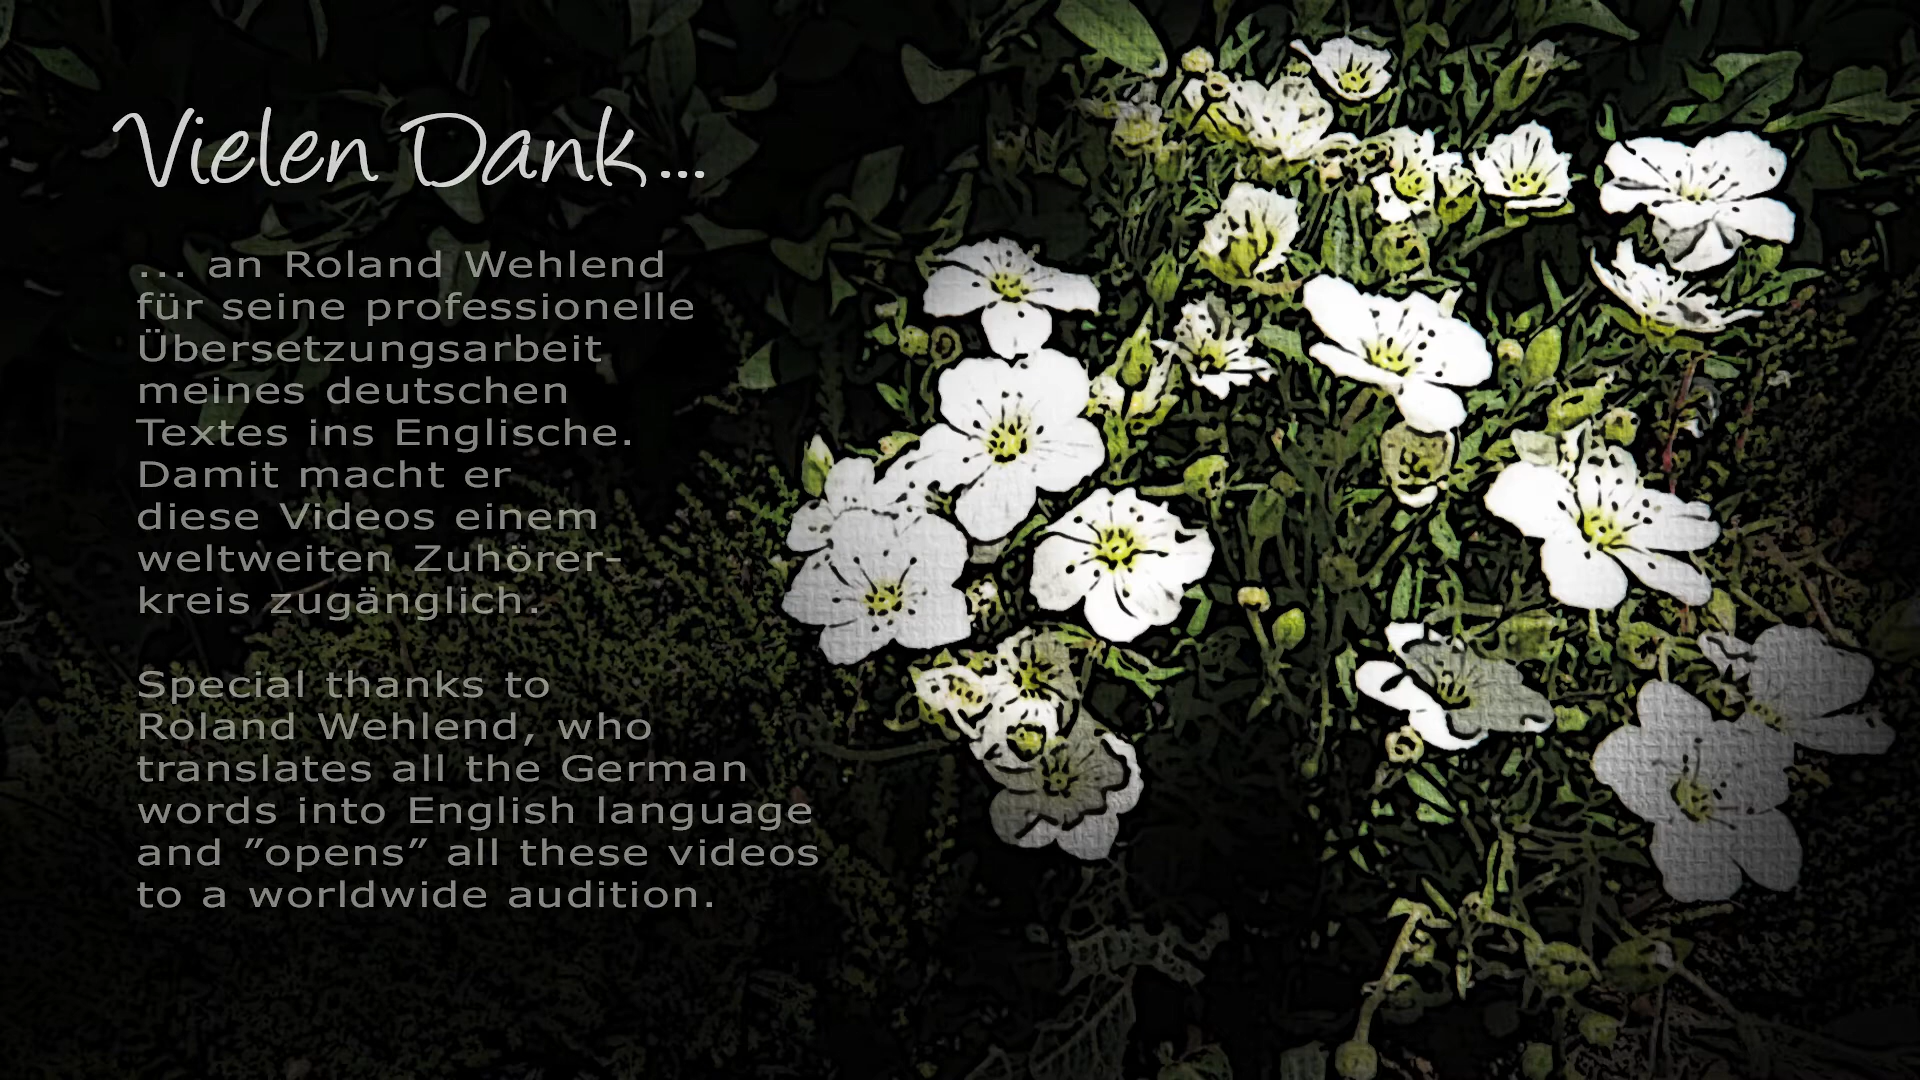 Vielen Dank...
... an Roland Wehlend
für seine professionelle
Übersetzungsarbeit
meines deutschen
Textes ins Englische.
Damit macht er
diese Videos einem
weltweiten Zuhörer-
kreis zugänglich.
Special thanks to
Roland Wehlend, who
translates all the German
words into English language
and "opens" all these videos
to a worldwide audition.